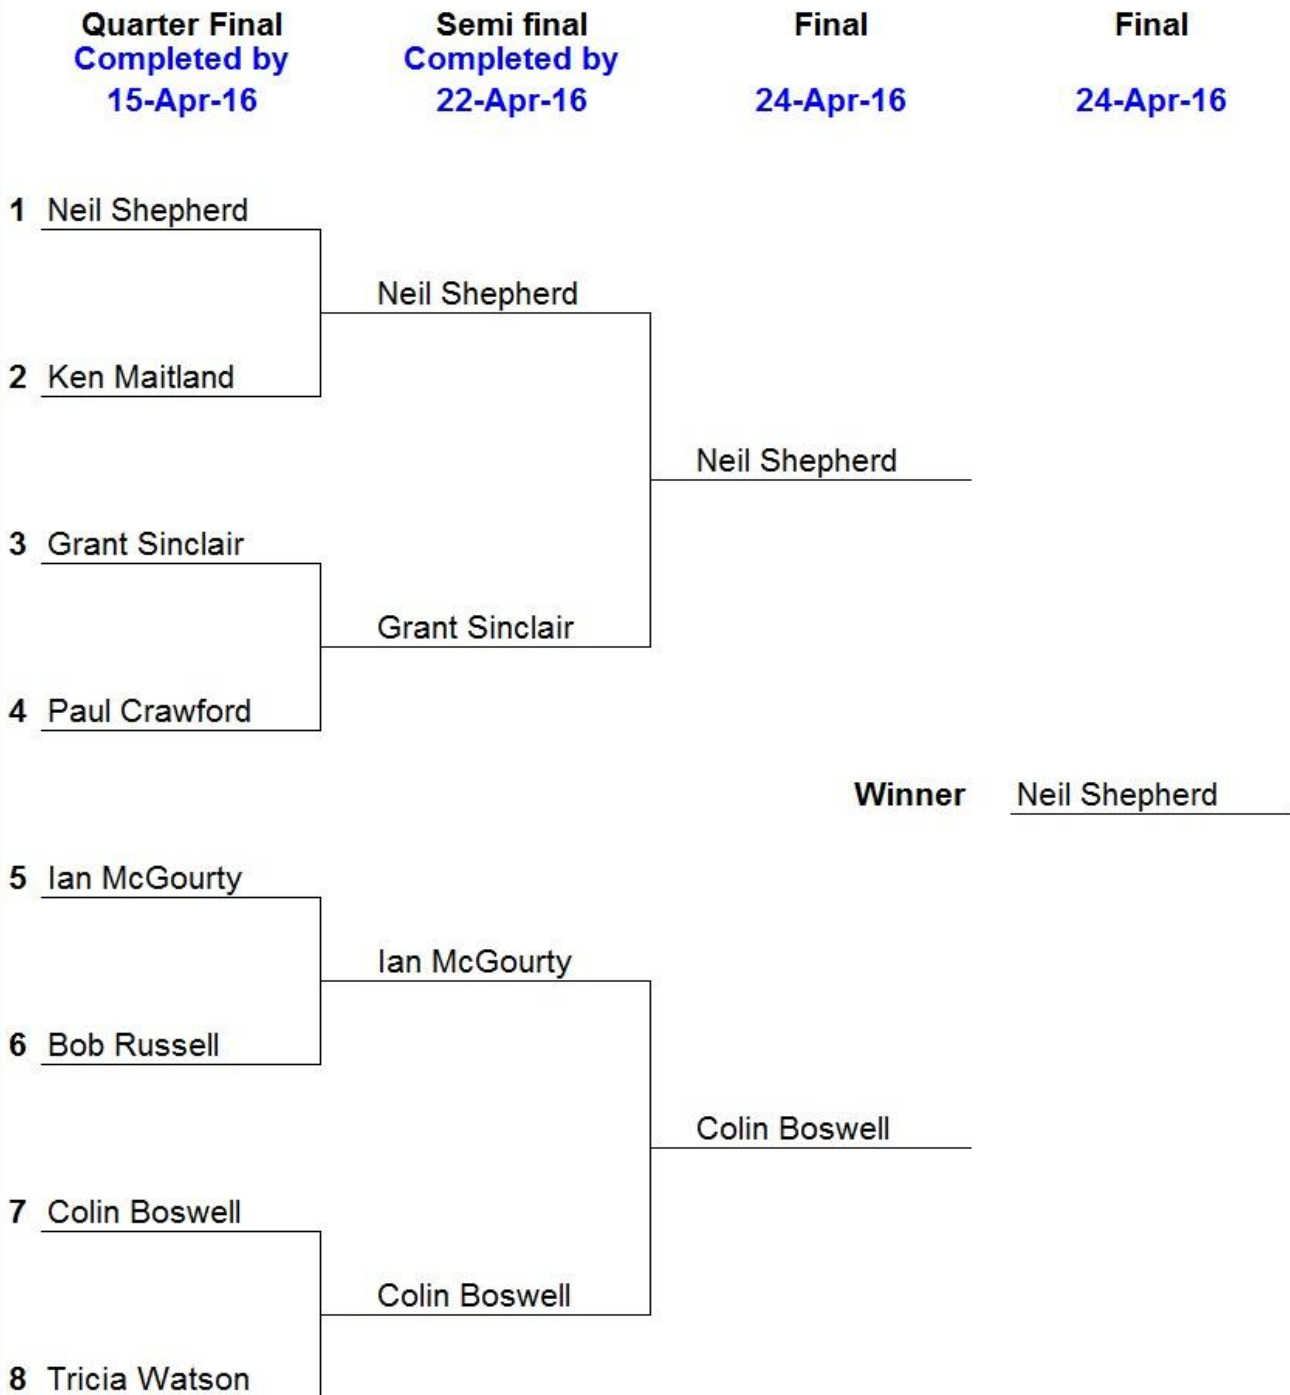 Quarter Final Semi final Final Final
Completed by Completed by
15-Apr-16 22-Apr-16 24-Apr-16 24-Apr-16
1 Neil Shepherd
Neil Shepherd
2 Ken Maitland
Neil Shepherd
3 Grant Sinclair
Grant Sinclair
4 Paul Crawford
Winner Neil Shepherd
5 Ian McGourty
Ian McGourty
6 Bob Russell
Colin Boswell
7 Colin Boswell
Colin Boswell
8 Tricia Watson